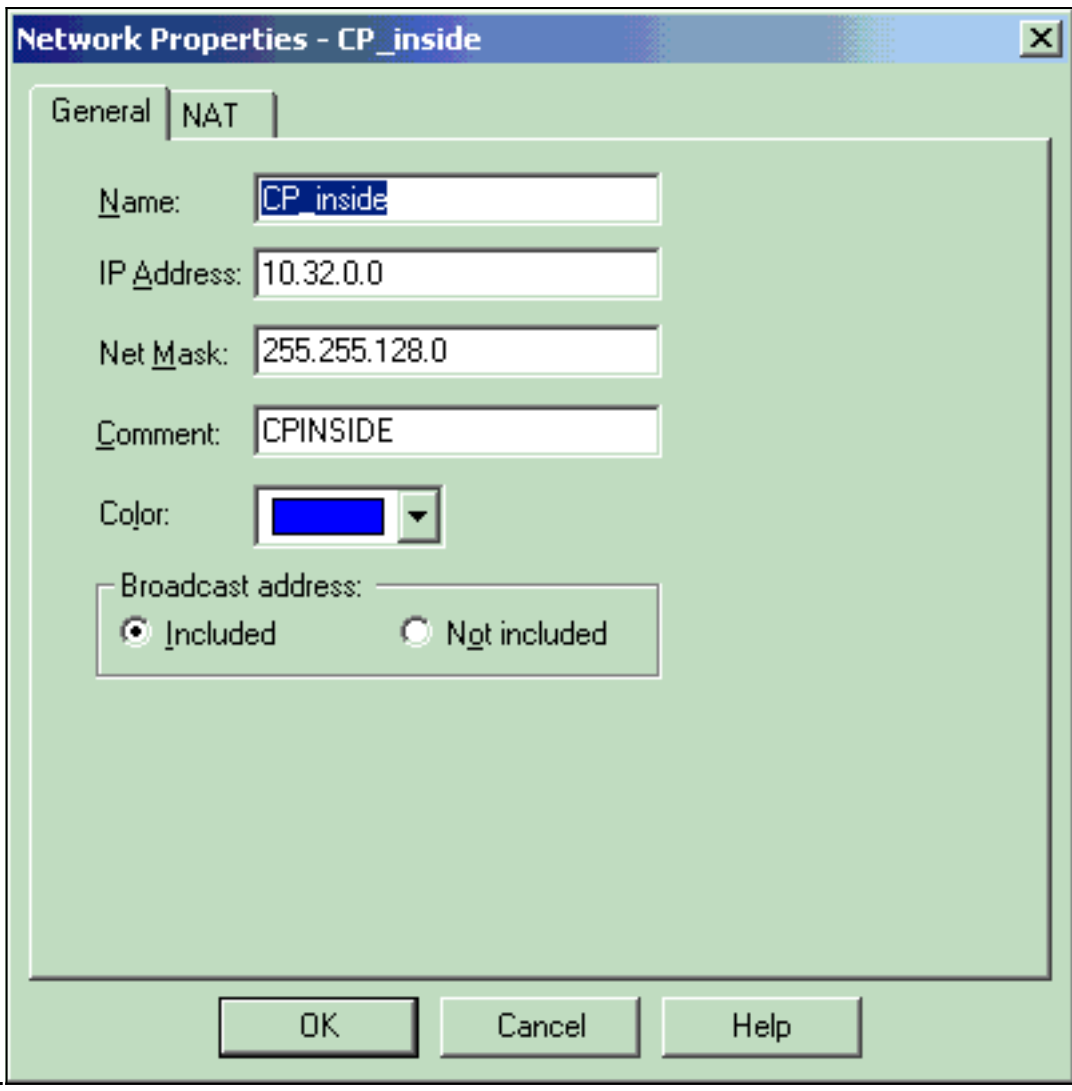 Network Properties - CP_inside
General NAT
Name: CP_inside
IP Address: 10.32.0.0
Net Mask: 255.255.128.0
Comment: CPINSIDE
Color:
Broadcast address:
Included Not included
OK Cancel Help